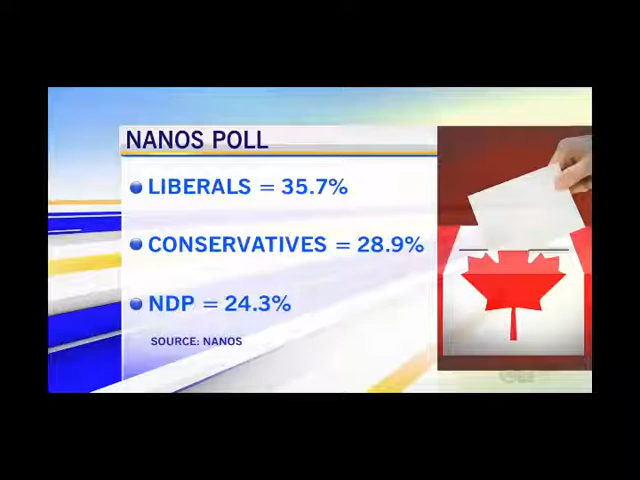 NANOS POLL
LIBERALS = 35.7%
CONSERVATIVES = 28.9%
NDP = 24.3%
SOURCE: NANOS